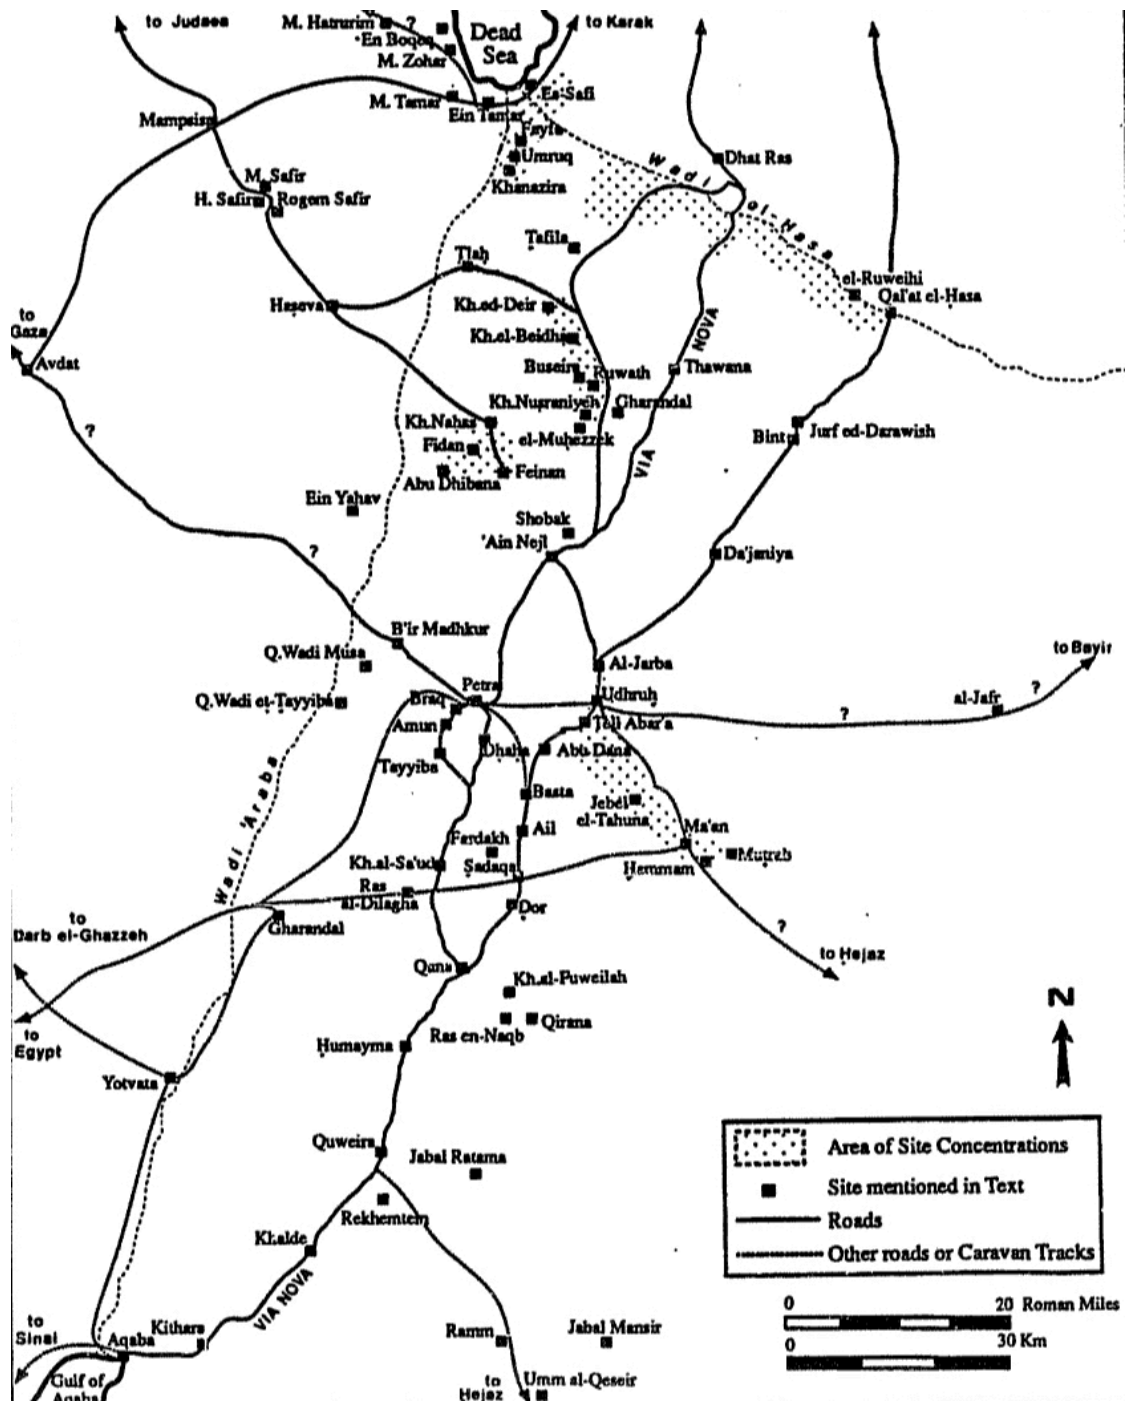 to Judaea
M. Hatrurim
?
to Karak
En Boqeq
Dead
Sea
M. Zohar
M. Tamar
Es-Safi
Ein Tamar
Mampsis
Fayfa
Umruq
Khanazira
Wadi al-Hasa
Dhat Ras
M. Safir
H. Safir
Rogem Safir
Tafila
Tlah
el-Ruweihi
Qal'at el-Hasa
Haseva
Kh.ed-Deir
to
Gaza
Kh.el-Beidha
VIA NOVA
Avdat
Buseira
Ruwath
Thawana
Kh.Nusraniyeh
Gharandal
?
Kh.Nahas
el-Muhezzek
Bint
Jurf ed-Darawish
Fidan
Abu Dhibana
Feinan
Ein Yahav
Shobak
'Ain Nejl
?
Da'janiya
B'ir Madhkur
Q.Wadi Musa
Al-Jarba
to Bayir
Petra
Q.Wadi et-Tayyiba
Braq
Udhruh
al-Jafr
?
Amun
Tell Abara
?
Dhaha
Abu Dana
Tayyiba
Wadi 'Araba
Basta
Jebel
el-Tahuna
Ail
Ma'an
Fardakh
Kh.al-Sa'ud
Sadaqa
Hemmam
Mutrab
Ras
al-Dilagha
Dor
to
Darb el-Ghazzeh
Gharandal
?
to Hejaz
Qana
Kh.al-Fuweilah
Ras en-Naqb
Qirana
N
to
Egypt
Humayma
Yotvata
Quweira
Jabal Ratama
Area of Site Concentrations
Site mentioned in Text
Rekhemtein
Roads
Khalde
Other roads or Caravan Tracks
VIA NOVA
0 20 Roman Miles
to
Sinai
Kithara
Ramm
Jabal Mansir
0 30 Km
Aqaba
Gulf of
Aqaba
to
Hejaz
Umm al-Qeseir